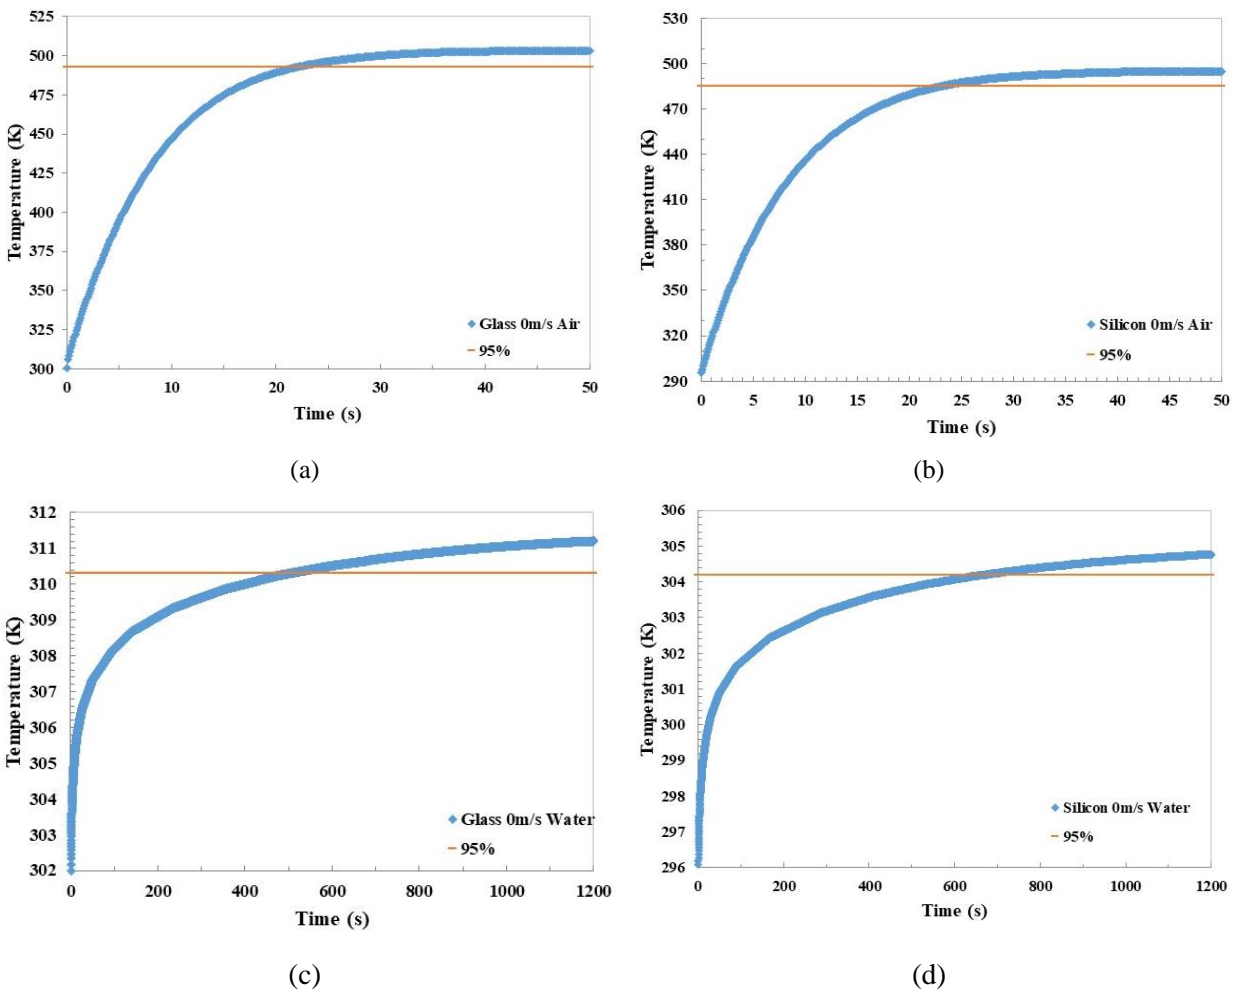 525
500
475
450
425
400
375
350
325
300
Temperature (K)
0 10 20 30 40 50
Time (s)
Glass 0m/s Air
95%
(a)
530
500
470
440
410
380
350
320
290
Temperature (K)
0 5 10 15 20 25 30 35 40 45 50
Time (s)
Silicon 0m/s Air
95%
(b)
312
311
310
309
308
307
306
305
304
303
302
Temperature (K)
0 200 400 600 800 1000 1200
Time (s)
Glass 0m/s Water
95%
(c)
306
305
304
303
302
301
300
299
298
297
296
Temperature (K)
0 200 400 600 800 1000 1200
Time (s)
Silicon 0m/s Water
95%
(d)